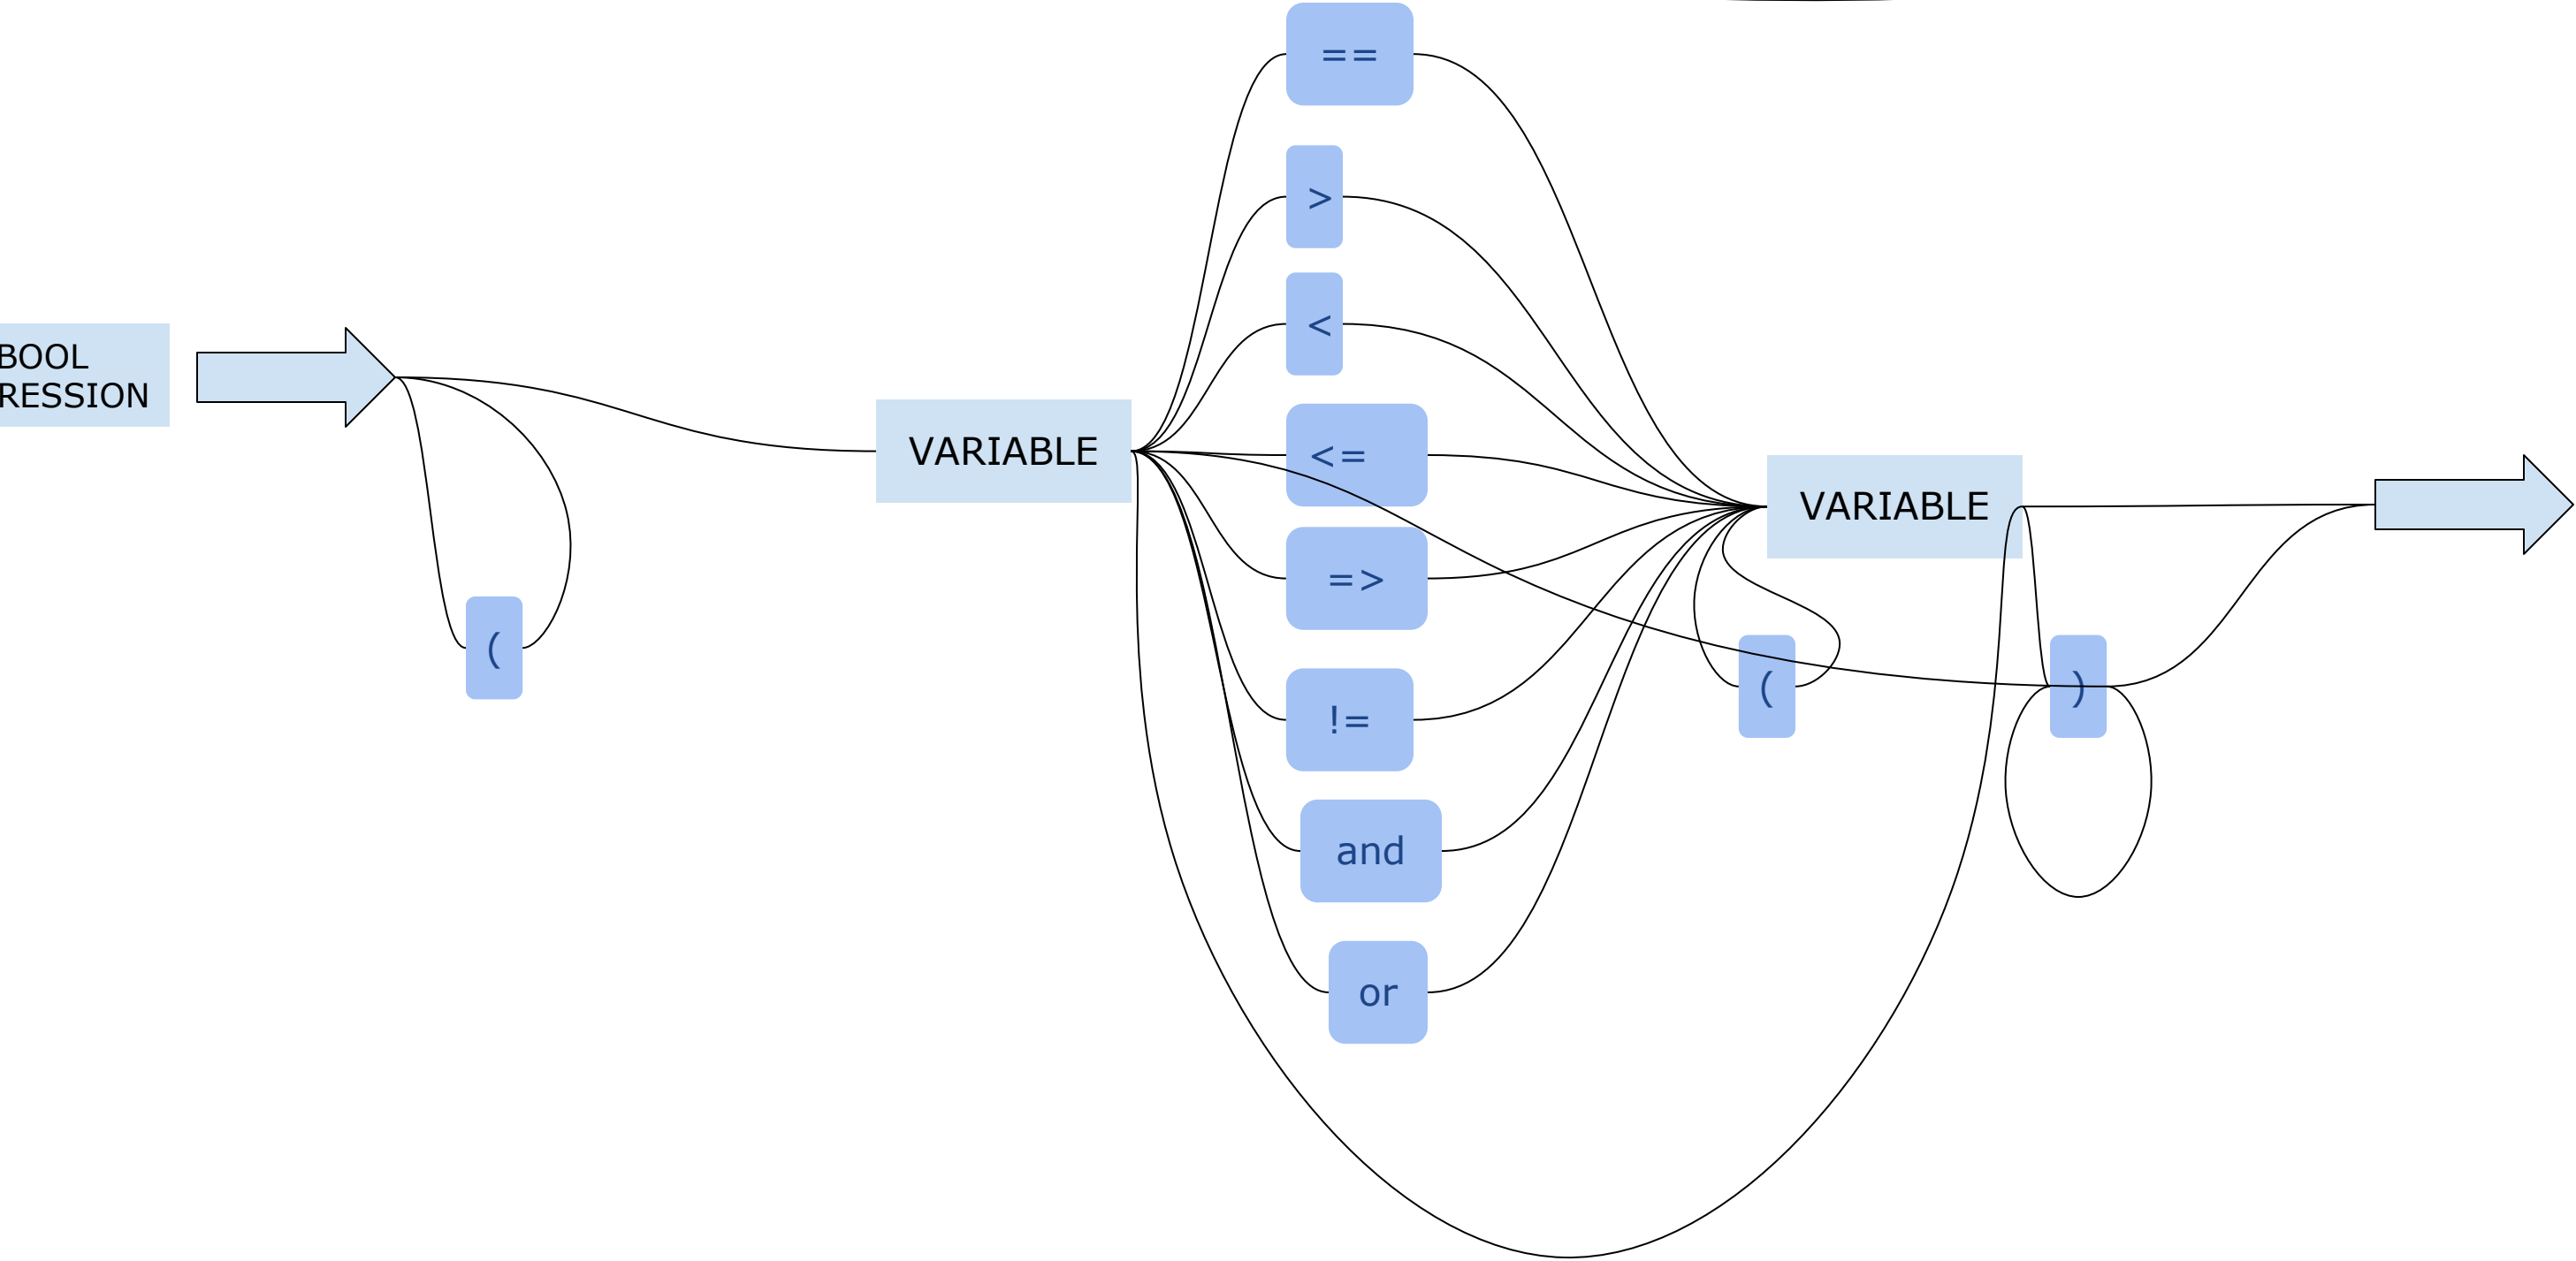 ==
>
<
BOOL
RESSION
VARIABLE
<=
VARIABLE
=>
(
(
)
!=
and
or